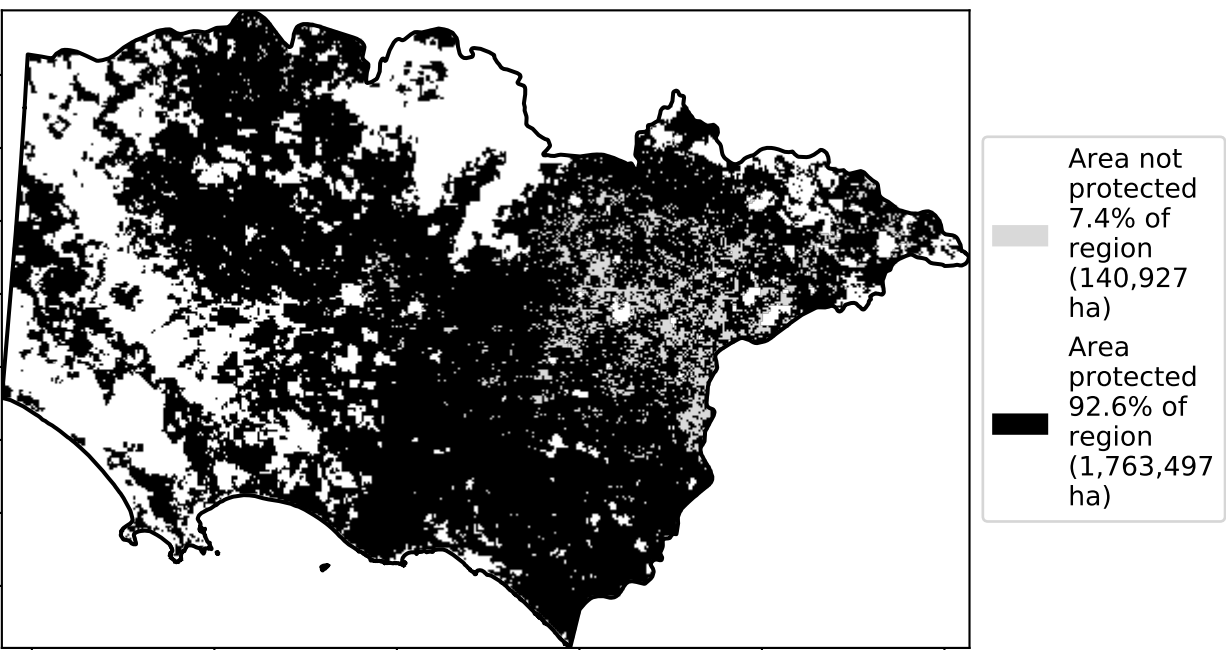 Area not
protected
7.4% of
region
(140,927
ha)
Area
protected
92.6% of
region
(1,763,497
ha)